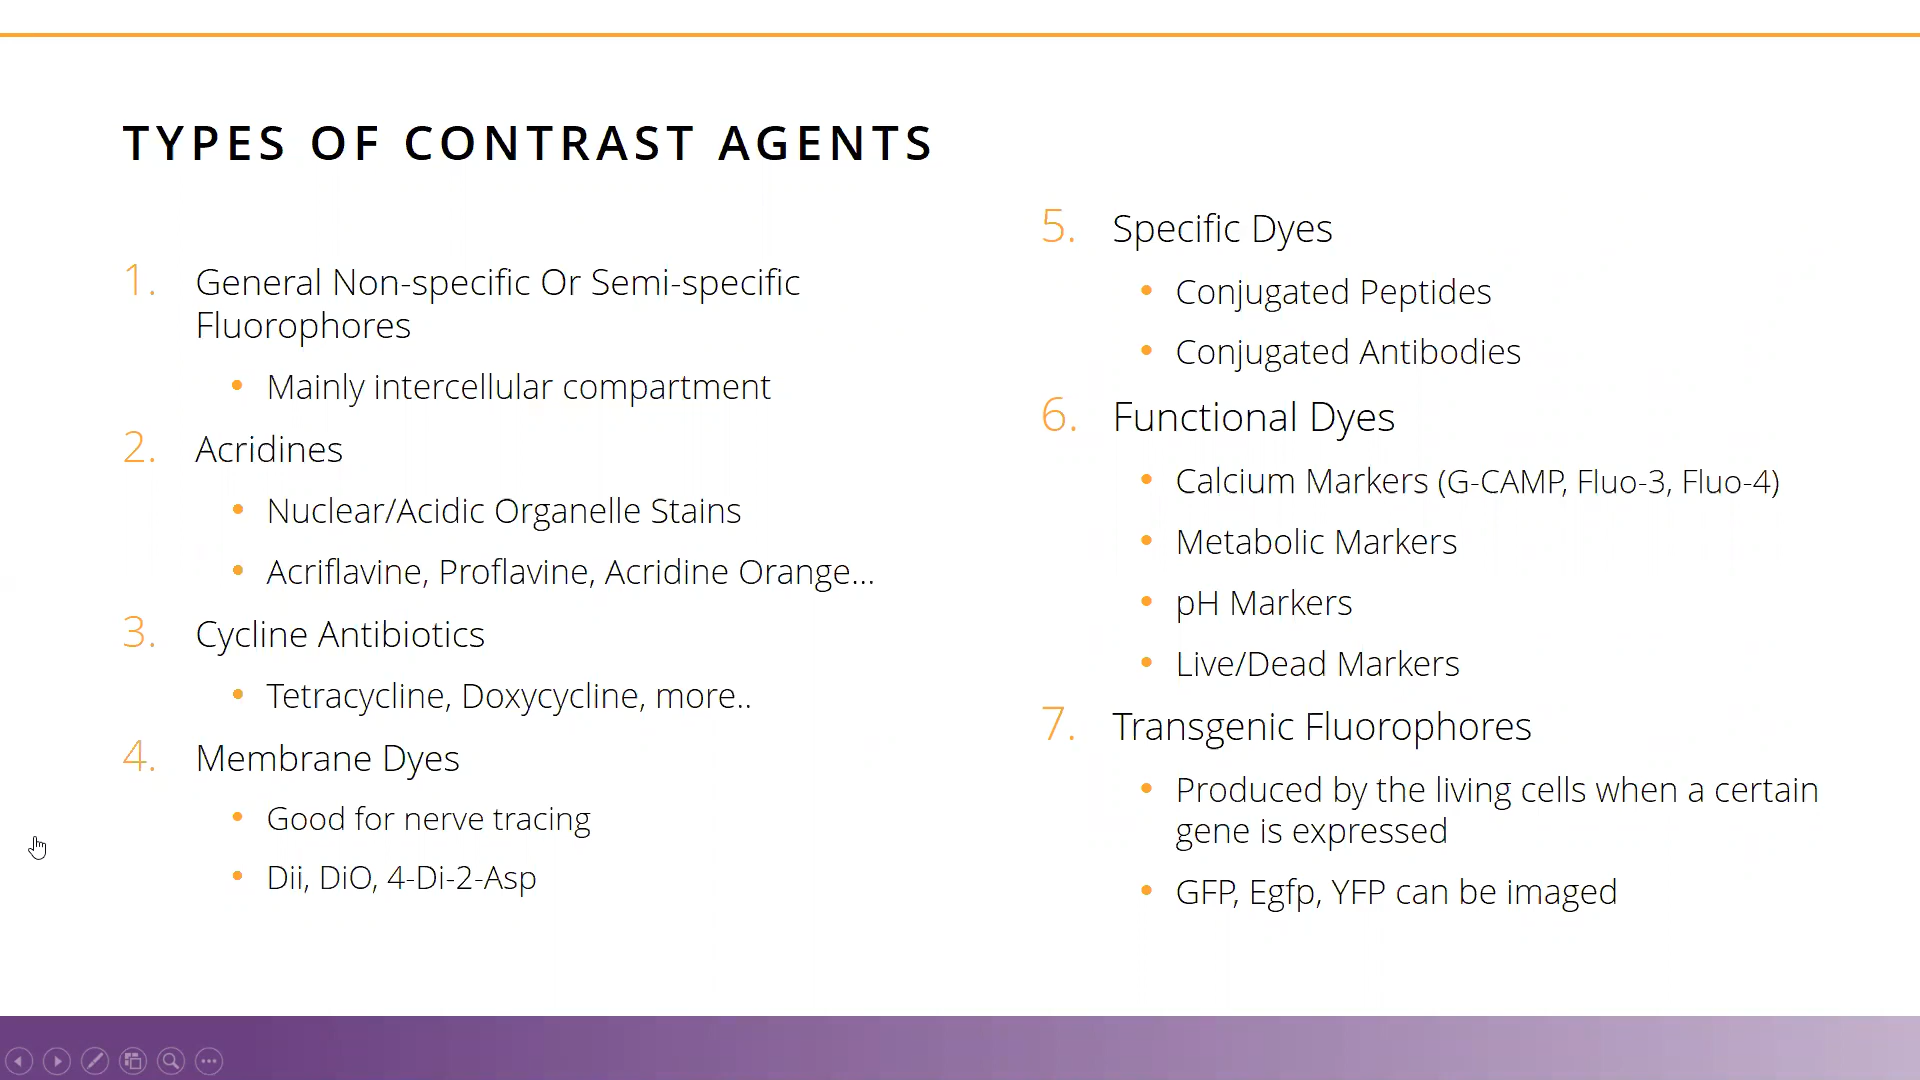 TYPES OF CONTRAST AGENTS
1. General Non-specific Or Semi-specific
Fluorophores
• Mainly intercellular compartment
2. Acridines
• Nuclear/Acidic Organelle Stains
• Acriflavine, Proflavine, Acridine Orange...
3. Cycline Antibiotics
• Tetracycline, Doxycycline, more..
4. Membrane Dyes
• Good for nerve tracing
• Dii, DiO, 4-Di-2-Asp
5. Specific Dyes
• Conjugated Peptides
• Conjugated Antibodies
6. Functional Dyes
• Calcium Markers (G-CAMP, Fluo-3, Fluo-4)
• Metabolic Markers
• pH Markers
• Live/Dead Markers
7. Transgenic Fluorophores
• Produced by the living cells when a certain
gene is expressed
• GFP, Egfp, YFP can be imaged